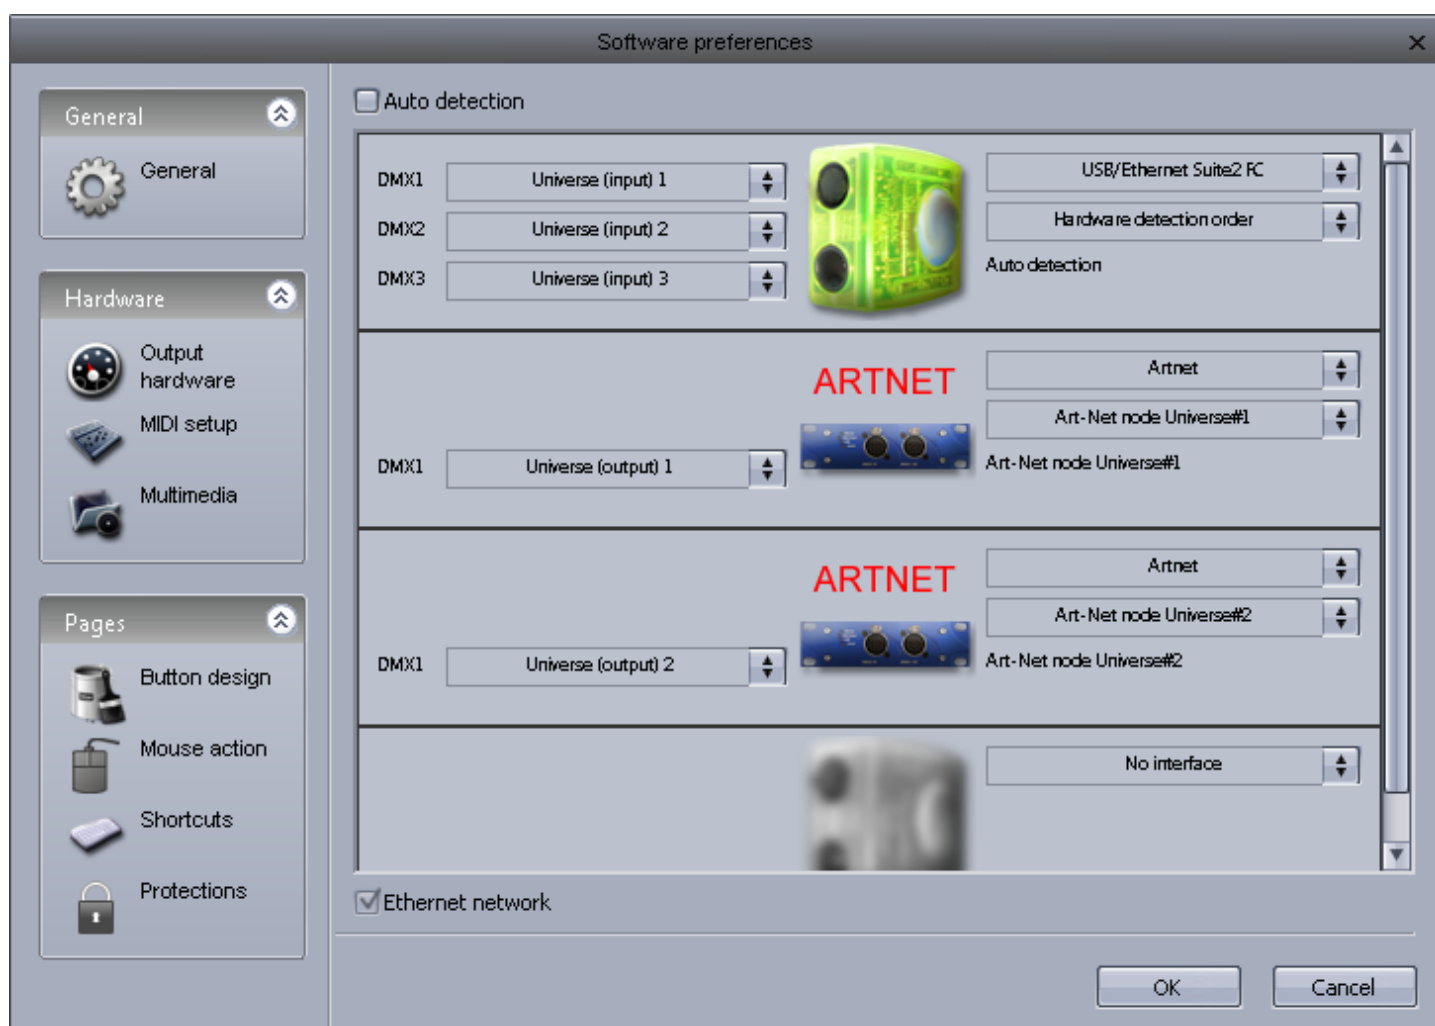 Software preferences
General
General
Hardware
Output
hardware
MIDI setup
Multimedia
Pages
Button design
Mouse action
Shortcuts
Protections
Auto detection
DMX1 Universe (input) 1 USB/Ethernet Suite2 FC
DMX2 Universe (input) 2 Hardware detection order
DMX3 Universe (input) 3 Auto detection
ARTNET Artnet
Art-Net node Universe#1
DMX1 Universe (output) 1 Art-Net node Universe#1
ARTNET Artnet
Art-Net node Universe#2
DMX1 Universe (output) 2 Art-Net node Universe#2
No interface
Ethernet network
OK Cancel